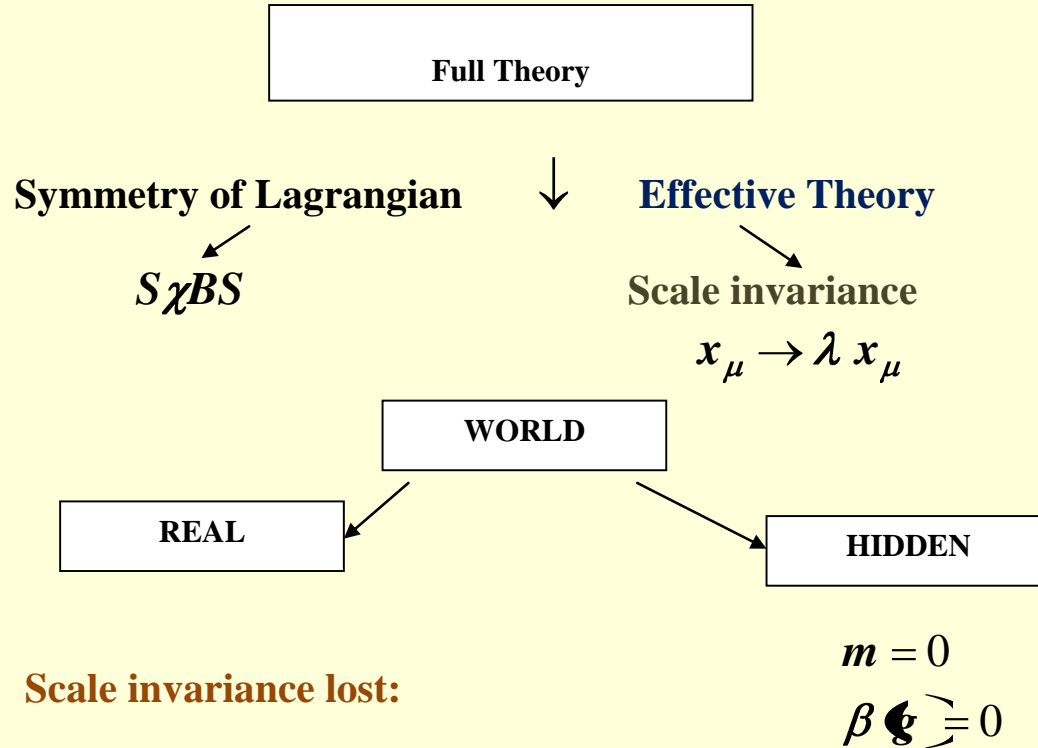 Full Theory
Symmetry of Lagrangian ↓ Effective Theory
SχBS Scale invariance
x_μ → λ x_μ
WORLD
REAL HIDDEN
m = 0
Scale invariance lost:
β(g) = 0